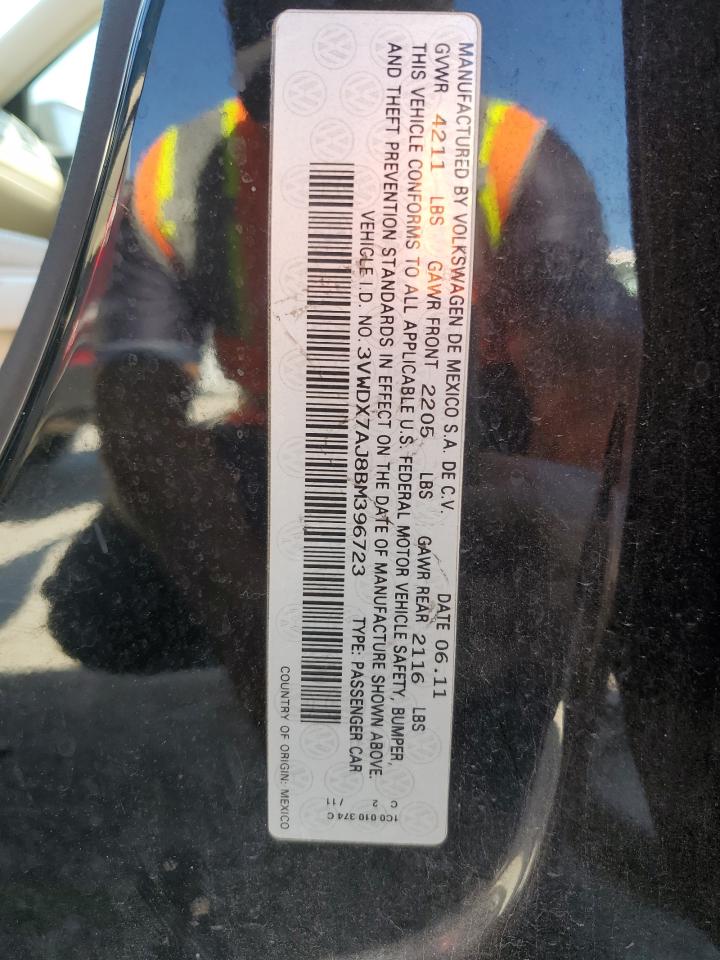 MANUFACTURED BY VOLKSWAGEN DE MEXICO S.A. DE C.V. DATE 06.11
GVWR 4211 LBS GAWR FRONT 2205 LBS GAWR REAR 2116 LBS
THIS VEHICLE CONFORMS TO ALL APPLICABLE U.S. FEDERAL MOTOR VEHICLE SAFETY, BUMPER,
AND THEFT PREVENTION STANDARDS IN EFFECT ON THE DATE OF MANUFACTURE SHOWN ABOVE.
VEHICLE I.D. NO. 3VWDX7AJ8BM396723 TYPE: PASSENGER CAR
COUNTRY OF ORIGIN: MEXICO
1C0 010 374 C
C 2 /11